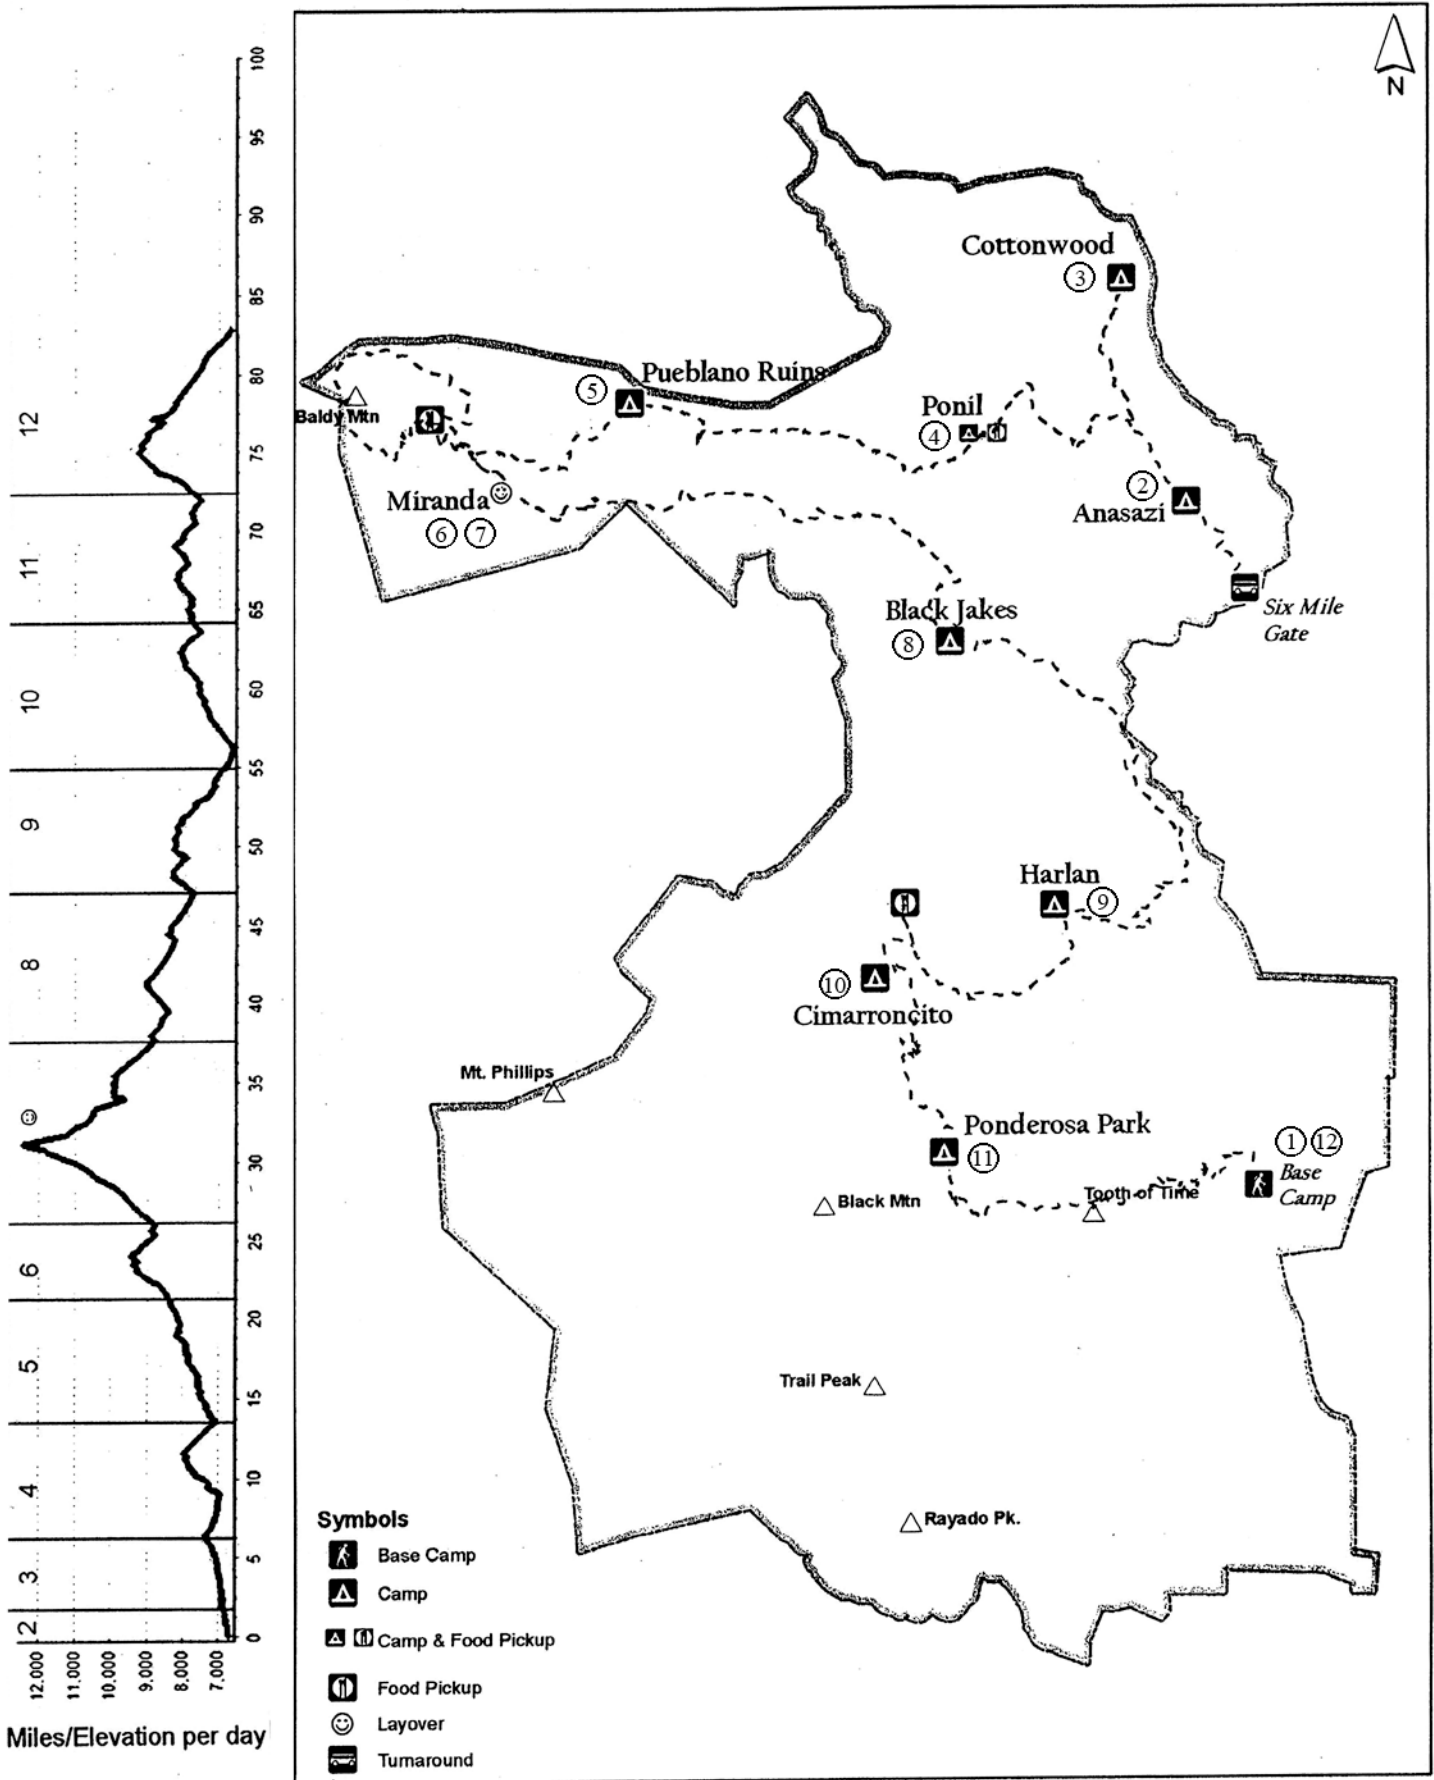 N
Cottonwood
3
Pueblano Ruins
5
Baldy Mtn
Ponil
4
2
Anasazi
Miranda
6 7
Black Jakes
8
Six Mile
Gate
Harlan
9
10
Cimarroncito
Mt. Phillips
Ponderosa Park
11
1 12
Base
Camp
Black Mtn
Tooth of Time
Trail Peak
Rayado Pk.
Symbols
Base Camp
Camp
Camp & Food Pickup
Food Pickup
Layover
Turnaround
100
95
90
85
80
75
70
65
60
55
50
45
40
35
30
25
20
15
10
5
0
12
11
10
9
8
6
5
4
3
2
12.000
11.000
10.000
9.000
8.000
7.000
Miles/Elevation per day